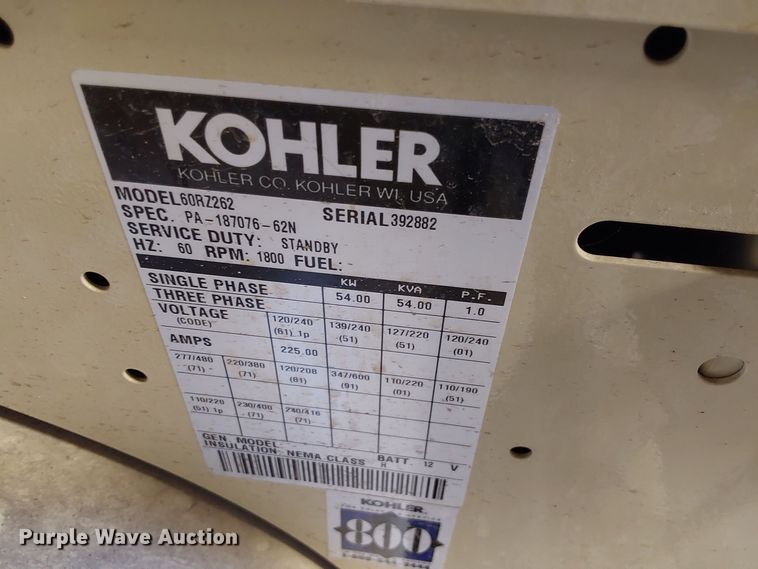 KOHLER
KOHLER CO. KOHLER WI. USA
MODEL 60RZ262
SPEC. PA-187076-62N SERIAL 392882
SERVICE DUTY: STANDBY
HZ: 60 RPM: 1800 FUEL:
KW KVA P.F.
SINGLE PHASE 54.00 54.00 1.0
THREE PHASE
VOLTAGE 120/240 139/240 127/220 120/240
(CODE) (61) 1p (51) (51) (01)
AMPS 225.00
277/480 220/380 120/208 347/600 110/220 110/190
(71) (71) (81) (91) (01) (51)
110/220 230/400 240/416
(51) 1p (71) (71)
GEN MODEL: BATT. 12 V
INSULATION: NEMA CLASS H
KOHLER
800
Purple Wave Auction®